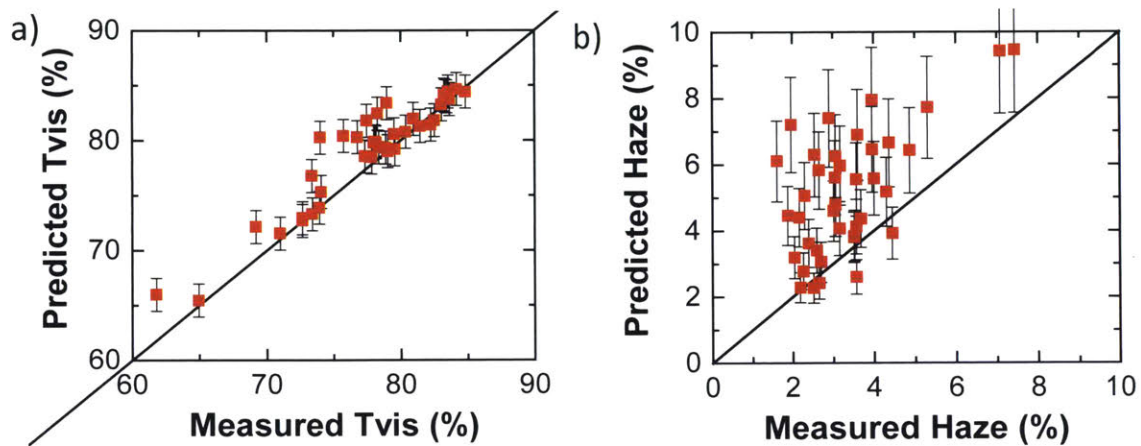 a)
90
80
70
60
Predicted Tvis (%)
60 70 80 90
Measured Tvis (%)
b)
10
8
6
4
2
0
Predicted Haze (%)
0 2 4 6 8 10
Measured Haze (%)